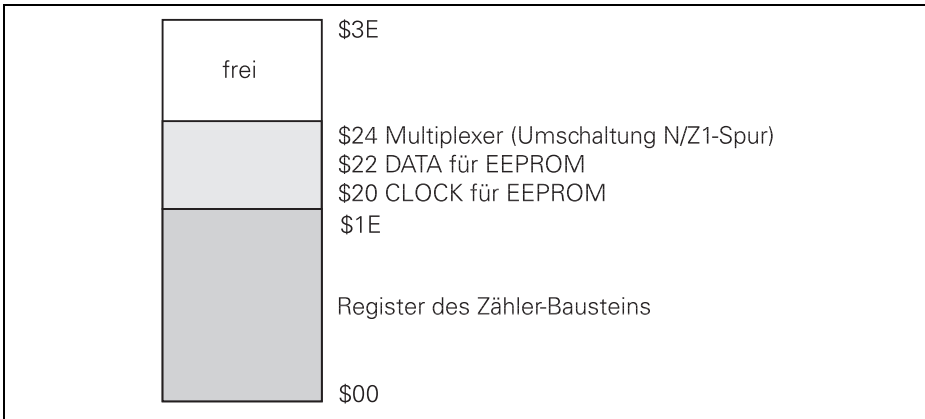 $3E
frei
$24 Multiplexer (Umschaltung N/Z1-Spur)
$22 DATA für EEPROM
$20 CLOCK für EEPROM
$1E
Register des Zähler-Bausteins
$00